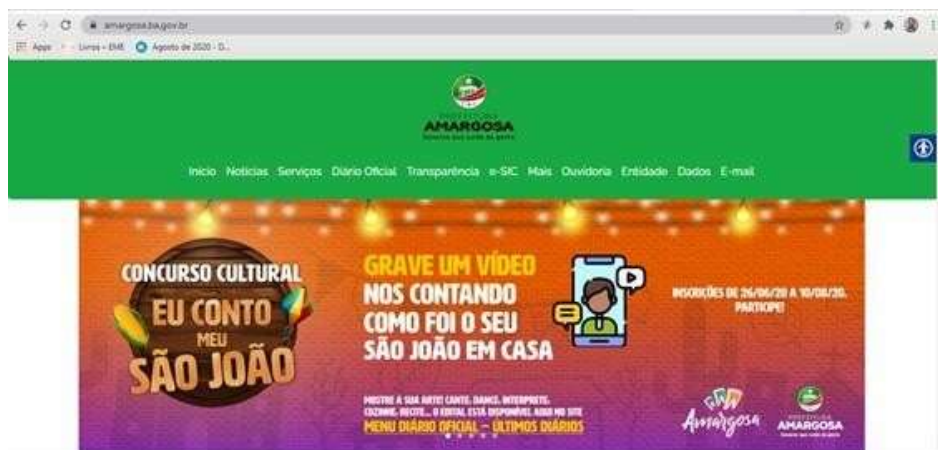 amargosa.ba.gov.br
Apps
Livros - EME
Agosto de 2020 - D...
PREFEITURA
AMARGOSA
Início Notícias Serviços Diário Oficial Transparência e-SIC Mais Ouvidoria Entidade Dados E-mail
CONCURSO CULTURAL
EU CONTO
MEU
SÃO JOÃO
GRAVE UM VÍDEO
NOS CONTANDO
COMO FOI O SEU
SÃO JOÃO EM CASA
INSCRIÇÕES DE 26/06/20 A 10/08/20.
PARTICIPE!
MOSTRE A SUA ARTE! CANTE, DANCE, INTERPRETE,
COZINHE, RECITE... O EDITAL ESTÁ DISPONÍVEL AQUI NO SITE
MENU DIÁRIO OFICIAL – ÚLTIMOS DIÁRIOS
Amargosa
PREFEITURA
AMARGOSA